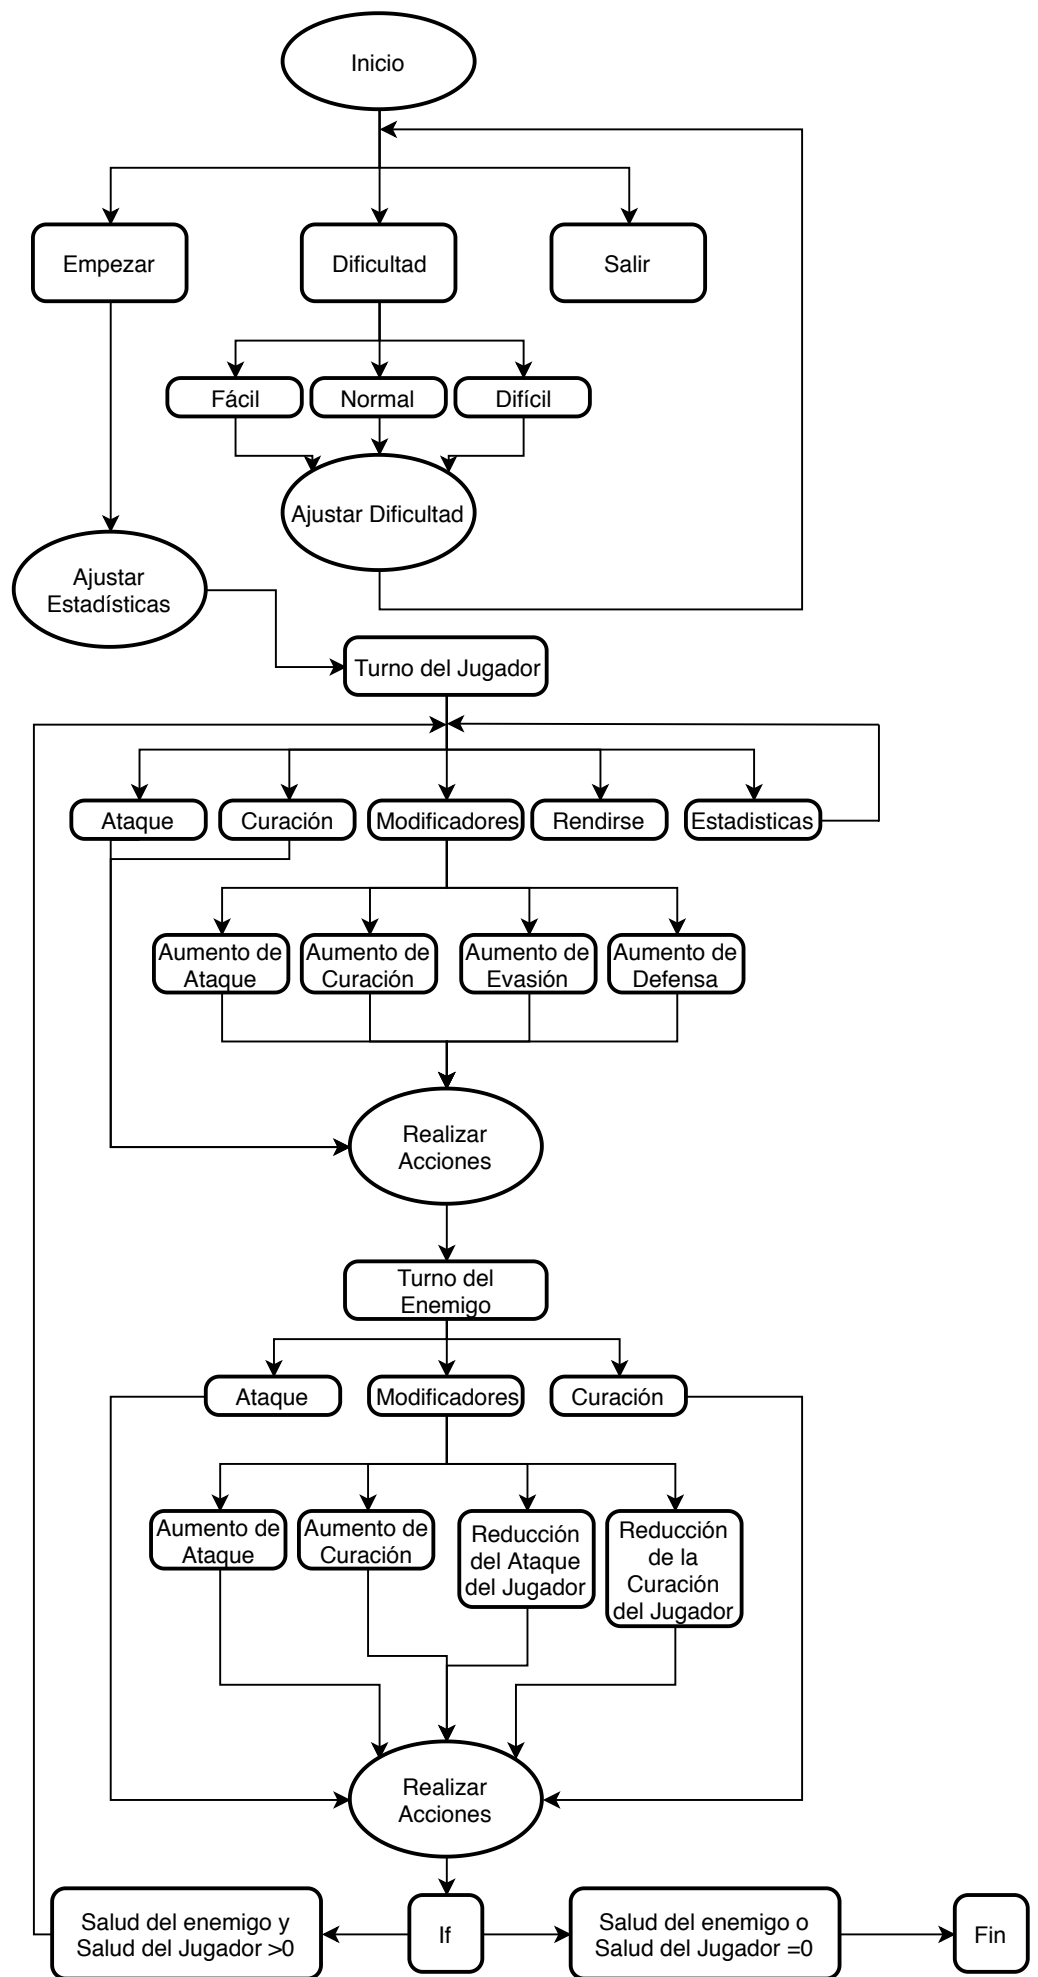 Inicio
Empezar
Dificultad
Salir
Fácil
Normal
Difícil
Ajustar Dificultad
Ajustar
Estadísticas
Turno del Jugador
Ataque
Curación
Modificadores
Rendirse
Estadisticas
Aumento de
Ataque
Aumento de
Curación
Aumento de
Evasión
Aumento de
Defensa
Realizar
Acciones
Turno del
Enemigo
Ataque
Modificadores
Curación
Aumento de
Ataque
Aumento de
Curación
Reducción
del Ataque
del Jugador
Reducción
de la
Curación
del Jugador
Realizar
Acciones
Salud del enemigo y
Salud del Jugador >0
If
Salud del enemigo o
Salud del Jugador =0
Fin